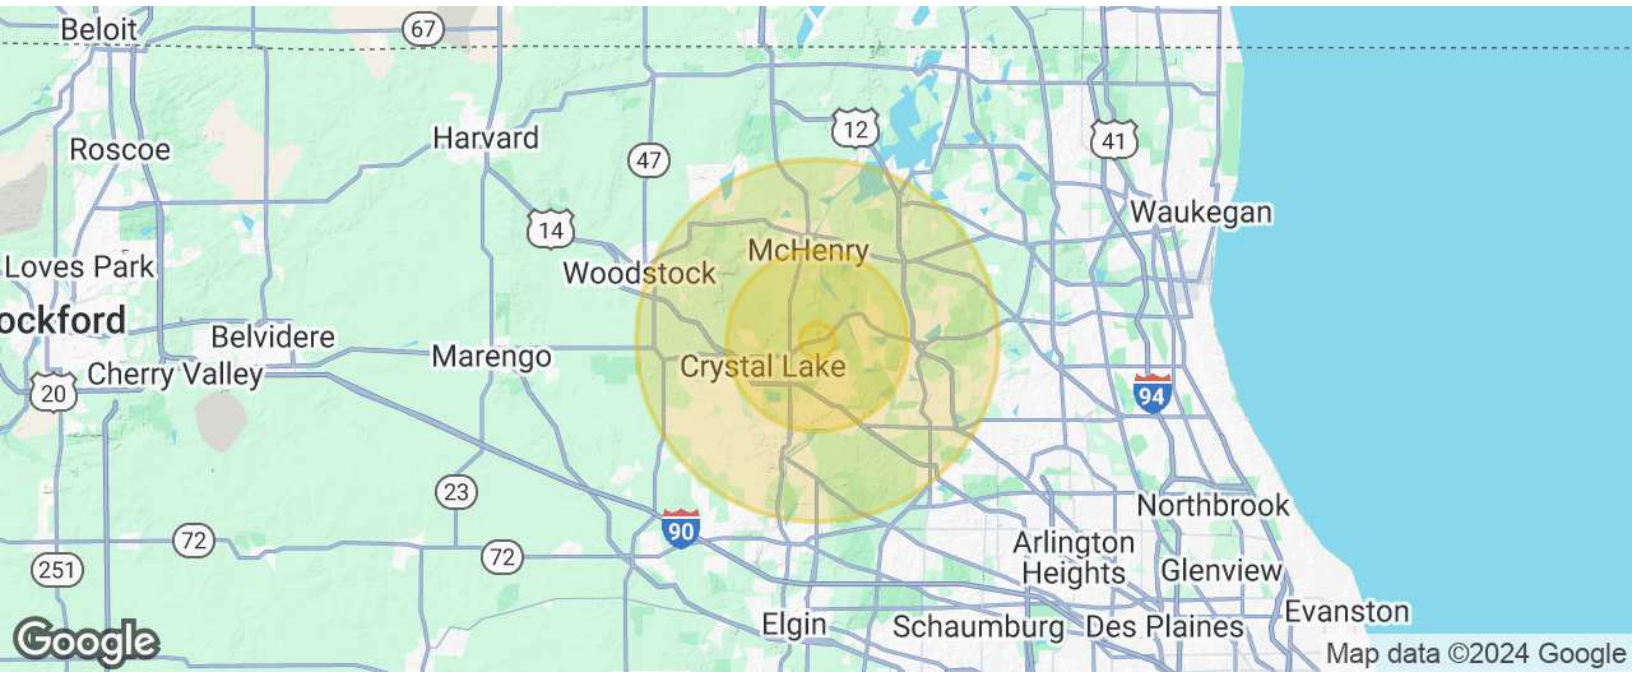 Beloit
67
12
41
Harvard
Roscoe
47
Waukegan
14
McHenry
Loves Park
Woodstock
ockford
Belvidere
Marengo
Crystal Lake
Cherry Valley
20
94
23
Northbrook
90
72
72
Arlington
Heights
251
Glenview
Evanston
Elgin
Schaumburg
Des Plaines
Google
Map data ©2024 Google